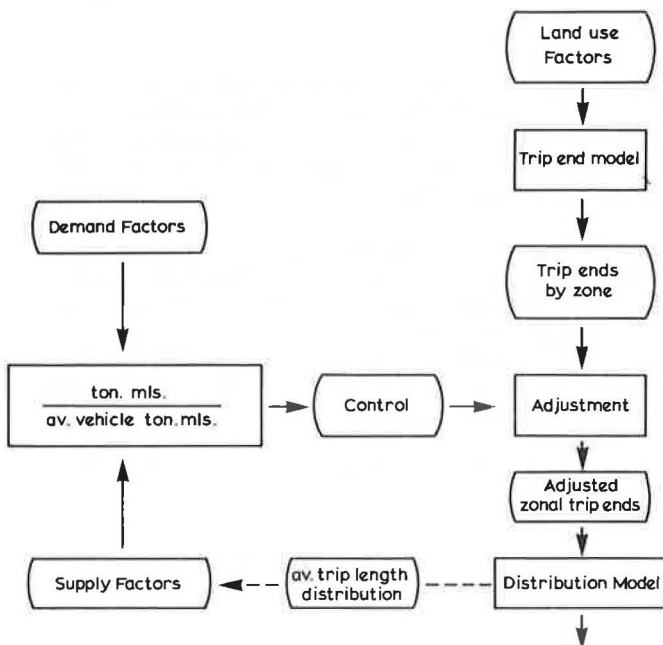 Land use
Factors
Trip end model
Demand Factors
Trip ends
by zone
ton. mls.
av. vehicle ton.mls.
Control
Adjustment
Adjusted
zonal trip ends
Supply Factors
av. trip length
distribution
Distribution Model